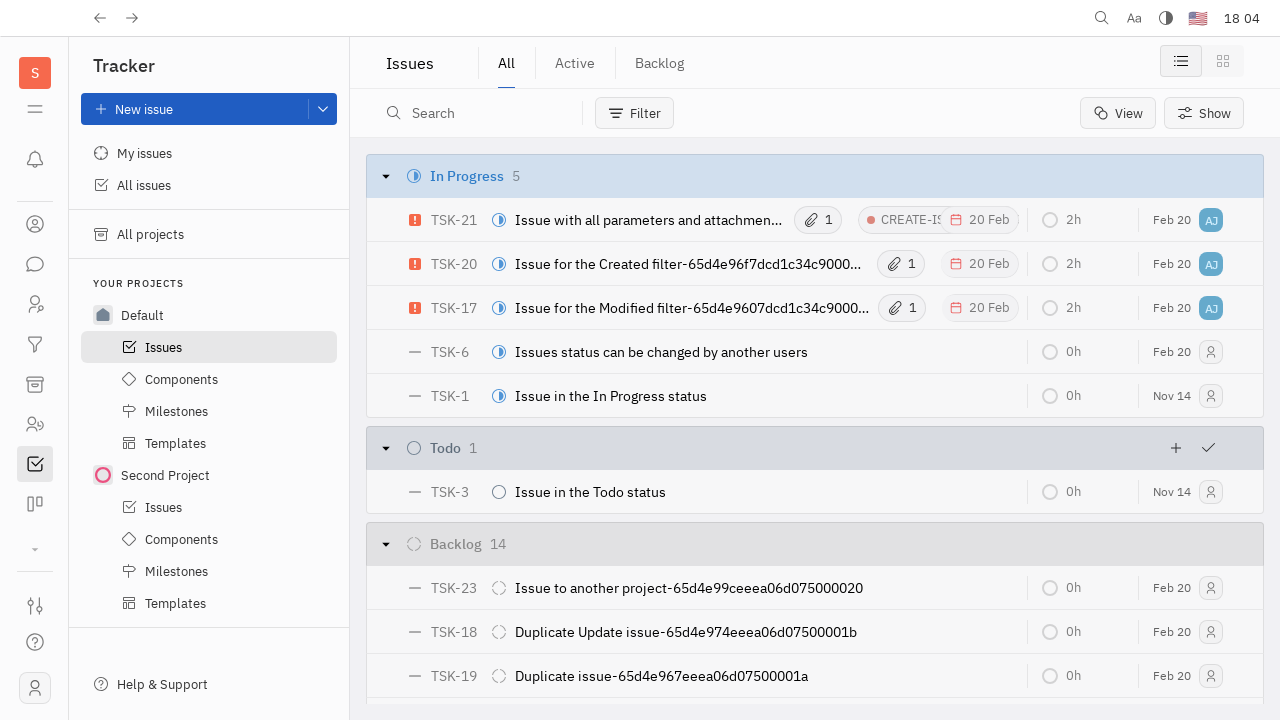 Aa 18 04
S
Tracker
New issue
My issues
All issues
All projects
YOUR PROJECTS
Default
Issues
Components
Milestones
Templates
Second Project
Issues
Components
Milestones
Templates
Help & Support
Issues All Active Backlog
Search Filter View Show
In Progress 5
TSK-21 Issue with all parameters and attachmen... 1 CREATE-IS 20 Feb 2h Feb 20 AJ
TSK-20 Issue for the Created filter-65d4e96f7dcd1c34c9000... 1 20 Feb 2h Feb 20 AJ
TSK-17 Issue for the Modified filter-65d4e9607dcd1c34c9000... 1 20 Feb 2h Feb 20 AJ
TSK-6 Issues status can be changed by another users 0h Feb 20
TSK-1 Issue in the In Progress status 0h Nov 14
Todo 1
TSK-3 Issue in the Todo status 0h Nov 14
Backlog 14
TSK-23 Issue to another project-65d4e99ceeea06d075000020 0h Feb 20
TSK-18 Duplicate Update issue-65d4e974eeea06d07500001b 0h Feb 20
TSK-19 Duplicate issue-65d4e967eeea06d07500001a 0h Feb 20